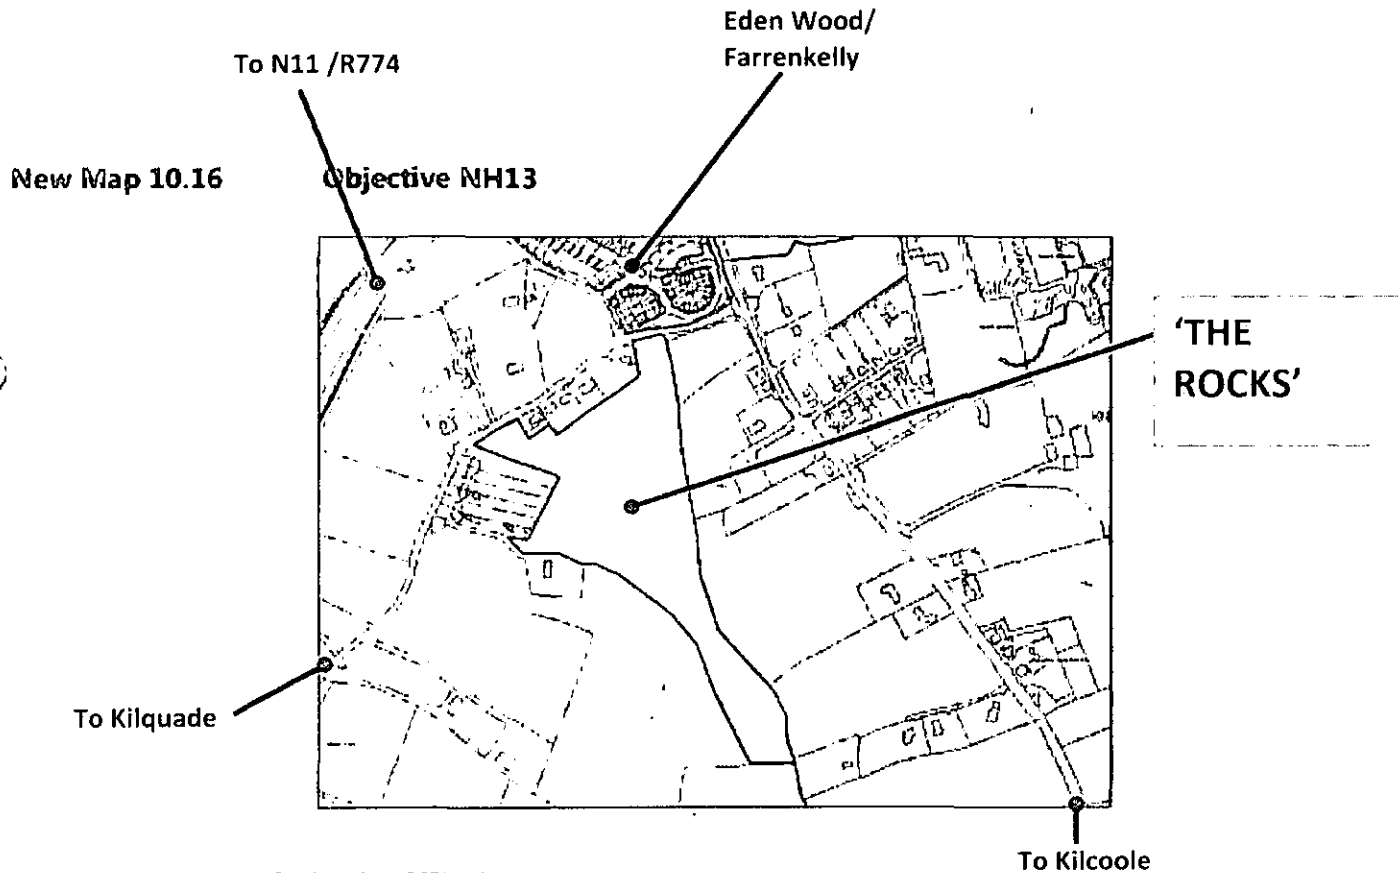 Eden Wood/
Farrenkelly
To N11 /R774
New Map 10.16 Objective NH13
'THE
ROCKS'
To Kilquade
To Kilcoole